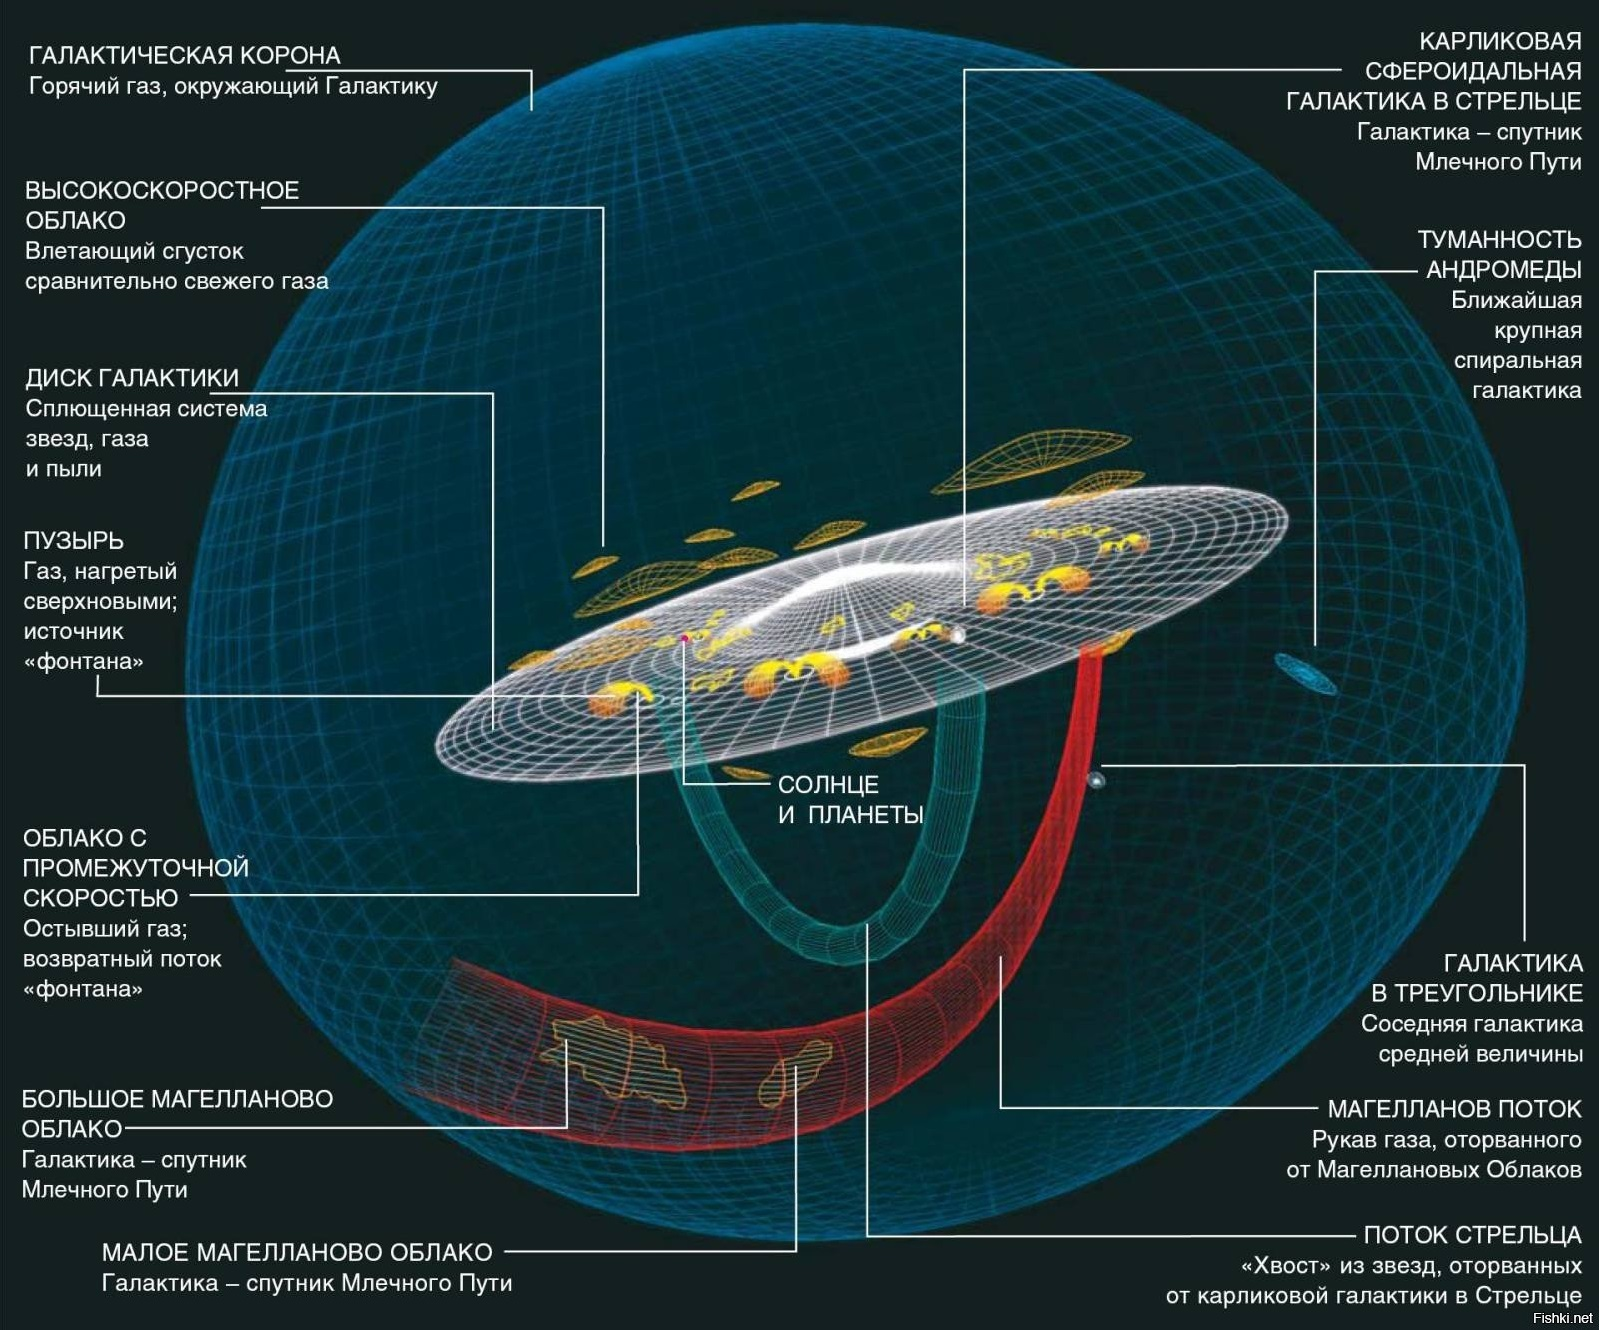 ГАЛАКТИЧЕСКАЯ КОРОНА
Горячий газ, окружающий Галактику
ВЫСОКОСКОРОСТНОЕ
ОБЛАКО
Влетающий сгусток
сравнительно свежего газа
ДИСК ГАЛАКТИКИ
Сплющенная система
звезд, газа
и пыли
ПУЗЫРЬ
Газ, нагретый
сверхновыми;
источник
«фонтана»
ОБЛАКО С
ПРОМЕЖУТОЧНОЙ
СКОРОСТЬЮ
Остывший газ;
возвратный поток
«фонтана»
БОЛЬШОЕ МАГЕЛЛАНОВО
ОБЛАКО
Галактика – спутник
Млечного Пути
МАЛОЕ МАГЕЛЛАНОВО ОБЛАКО
Галактика – спутник Млечного Пути
СОЛНЦЕ
И ПЛАНЕТЫ
КАРЛИКОВАЯ
СФЕРОИДАЛЬНАЯ
ГАЛАКТИКА В СТРЕЛЬЦЕ
Галактика – спутник
Млечного Пути
ТУМАННОСТЬ
АНДРОМЕДЫ
Ближайшая
крупная
спиральная
галактика
ГАЛАКТИКА
В ТРЕУГОЛЬНИКЕ
Соседняя галактика
средней величины
МАГЕЛЛАНОВ ПОТОК
Рукав газа, оторванного
от Магеллановых Облаков
ПОТОК СТРЕЛЬЦА
«Хвост» из звезд, оторванных
от карликовой галактики в Стрельце
Fishki.net